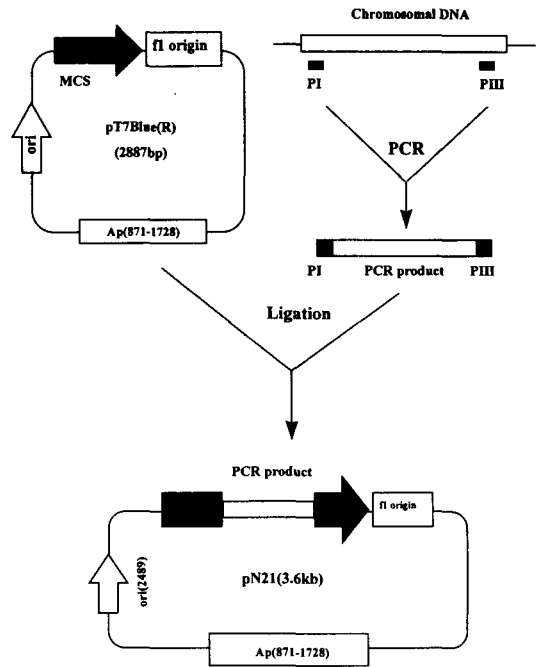 Chromosomal DNA
f1 origin
MCS
PI
PIII
pT7Blue(R)
(2887bp)
ori
PCR
Ap(871-1728)
PI
PCR product
PIII
Ligation
PCR product
f1 origin
ori(2489)
pN21(3.6kb)
Ap(871-1728)